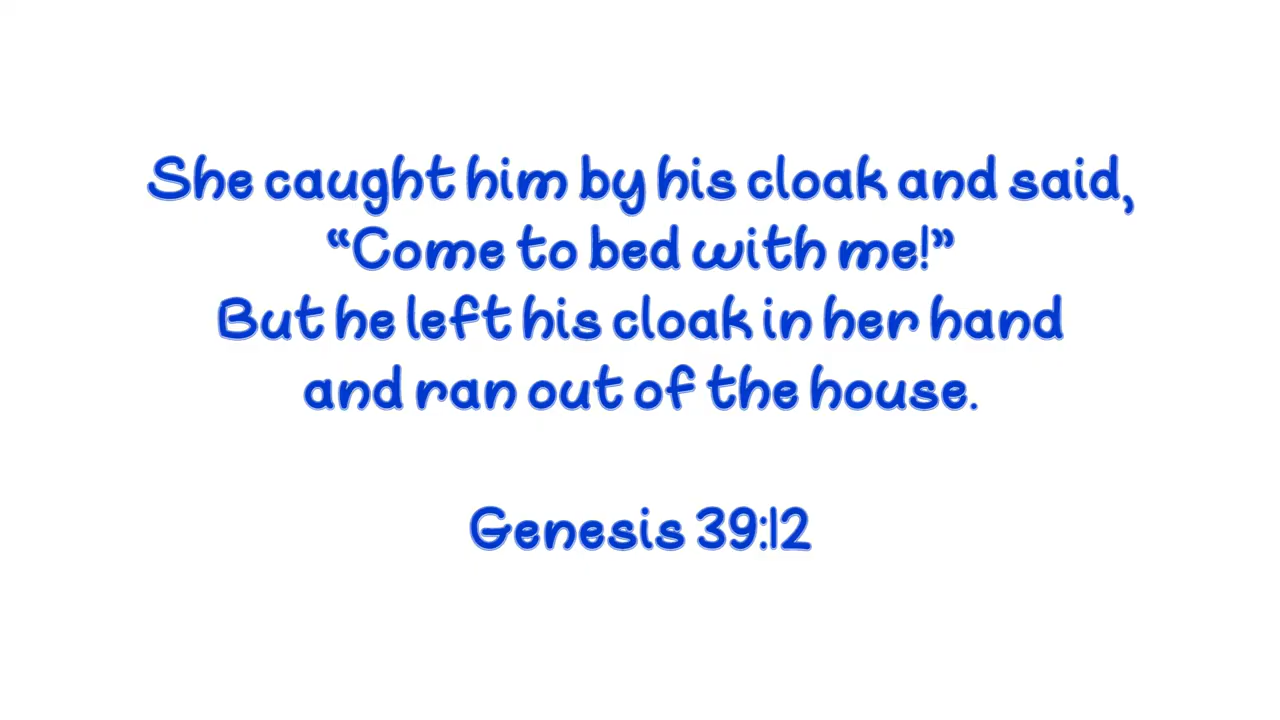 She caught him by his cloak and said,
“Come to bed with me!”
But he left his cloak in her hand
and ran out of the house.
Genesis 39:12